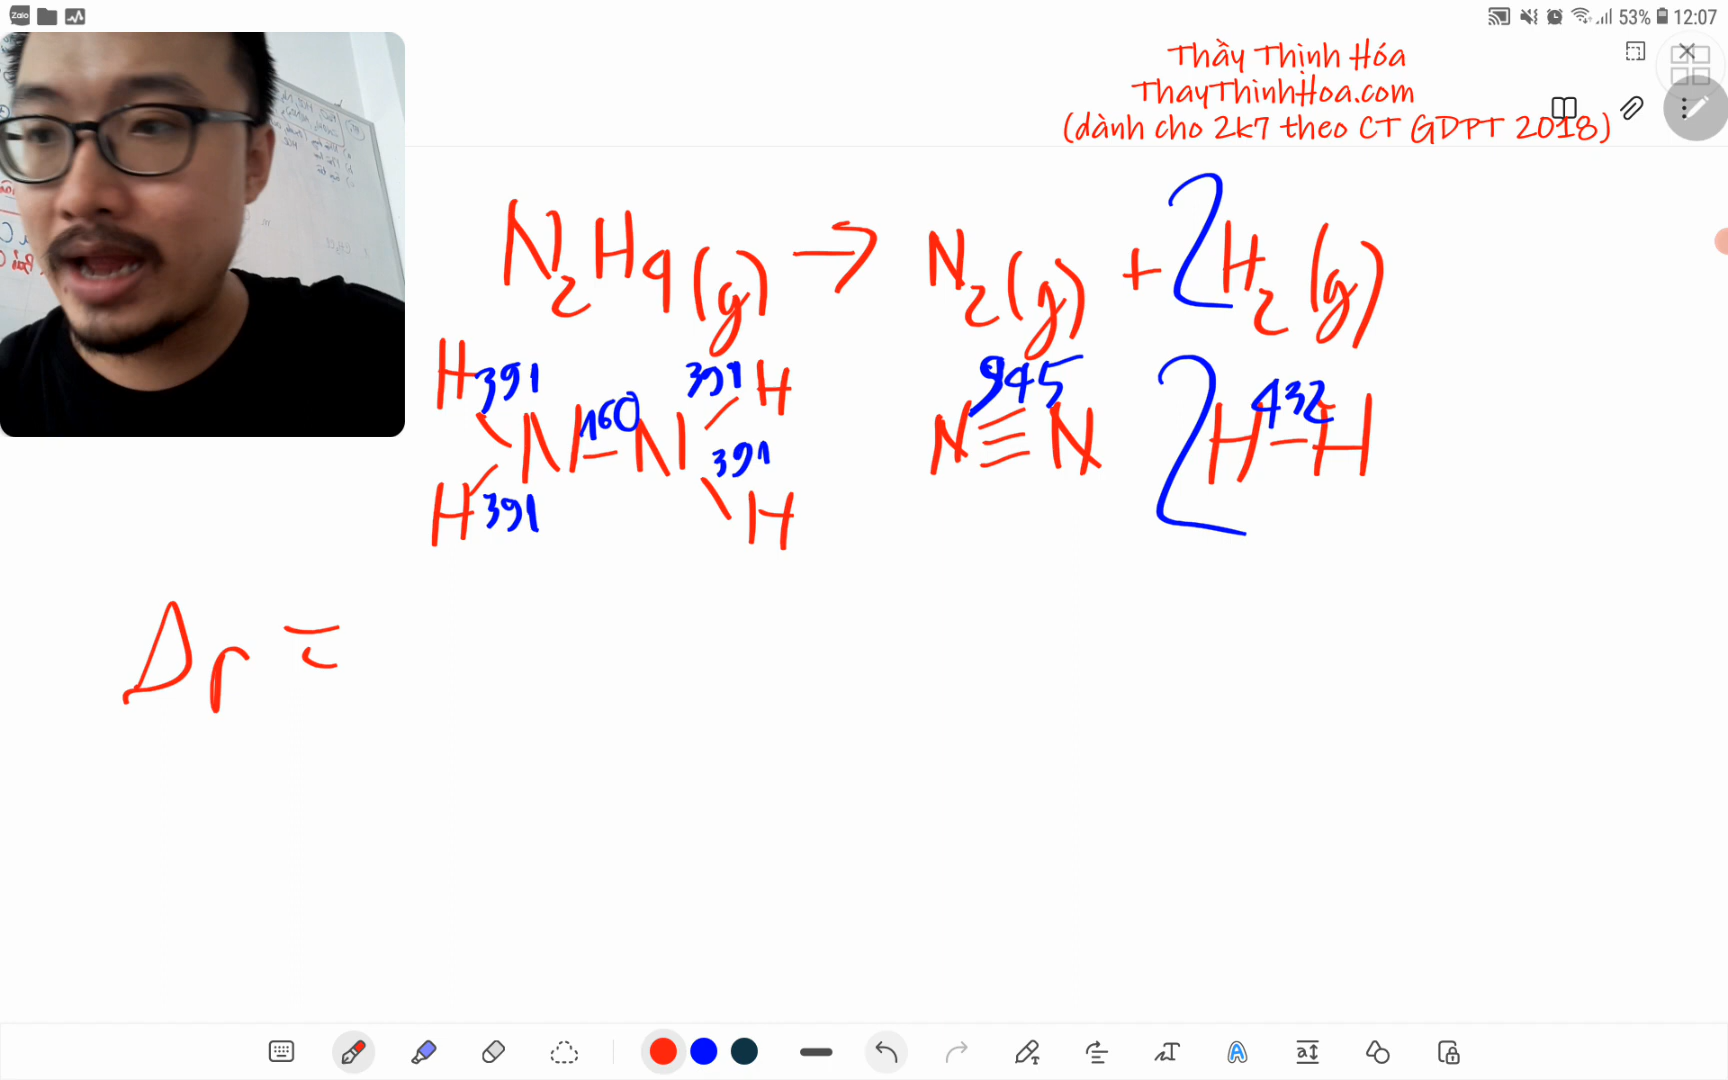 Zalo
53% 12:07
Thầy Thịnh Hóa
ThayThinhHoa.com
(dành cho 2k7 theo CT GDPT 2018)
N2H4(g) → N2(g) + 2H2(g)
H 391 391 H
N 160 N
391
H 391 H
945
N≡N
2 H 432 H
Δr =